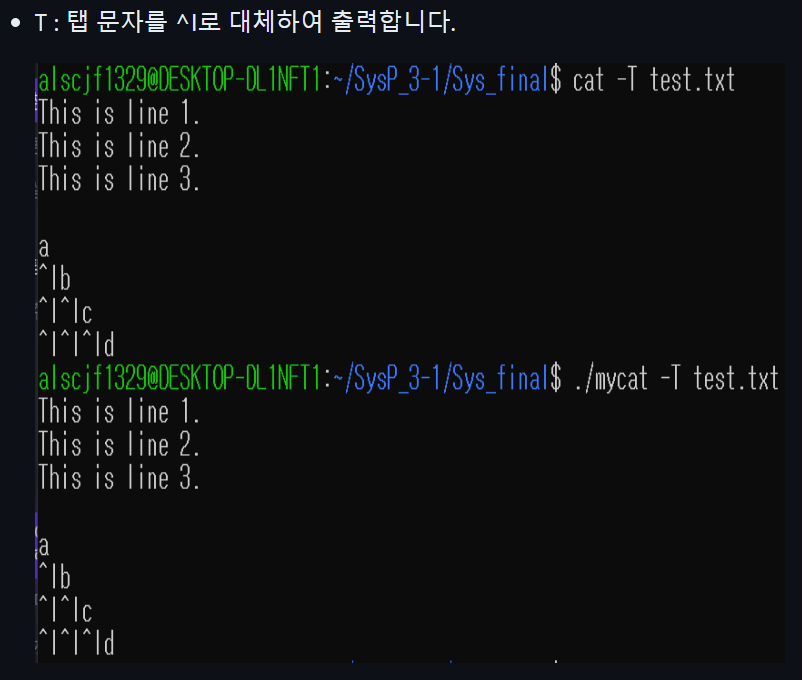 • T : 탭 문자를 ^I로 대체하여 출력합니다.
alscjf1329@DESKTOP-DL1NFT1:~/SysP_3-1/Sys_final$ cat -T test.txt
This is line 1.
This is line 2.
This is line 3.
a
^Ib
^I^Ic
^I^I^Id
alscjf1329@DESKTOP-DL1NFT1:~/SysP_3-1/Sys_final$ ./mycat -T test.txt
This is line 1.
This is line 2.
This is line 3.
a
^Ib
^I^Ic
^I^I^Id